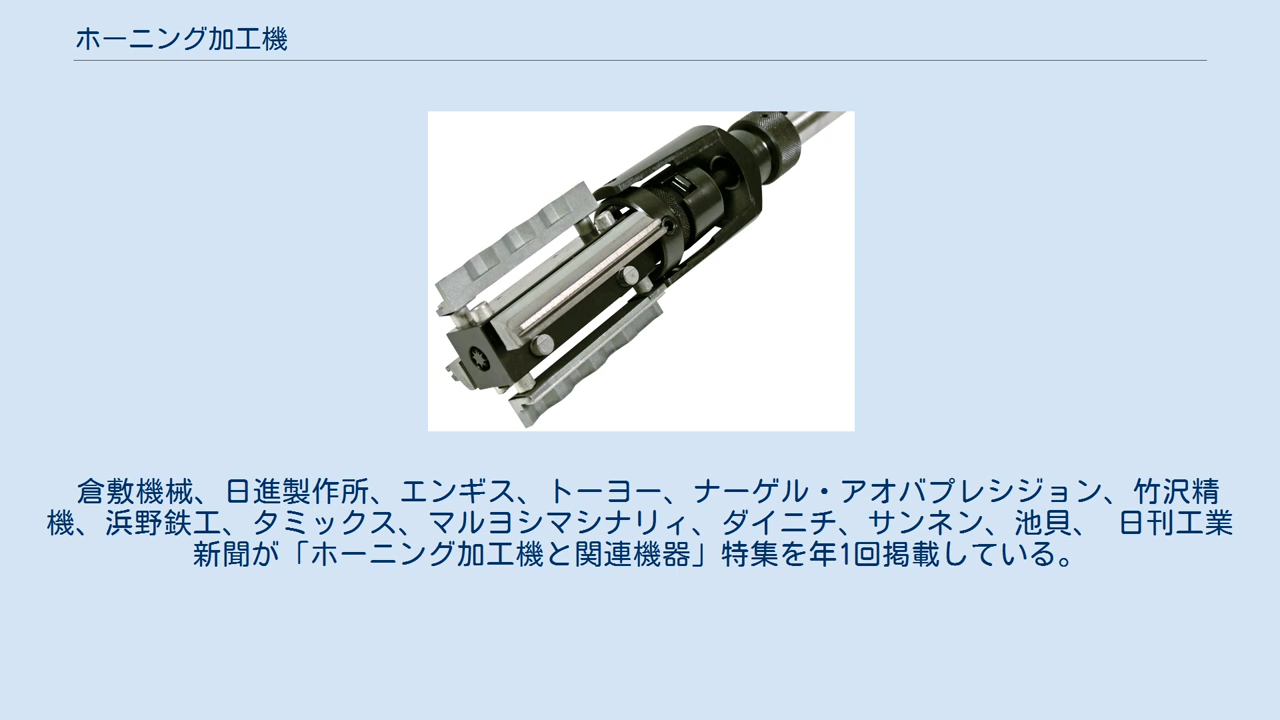 ホーニング加工機
倉敷機械、日進製作所、エンギス、トーヨー、ナーゲル・アオバプレシジョン、竹沢精
機、浜野鉄工、タミックス、マルヨシマシナリィ、ダイニチ、サンネン、池貝、　日刊工業
新聞が「ホーニング加工機と関連機器」特集を年1回掲載している。